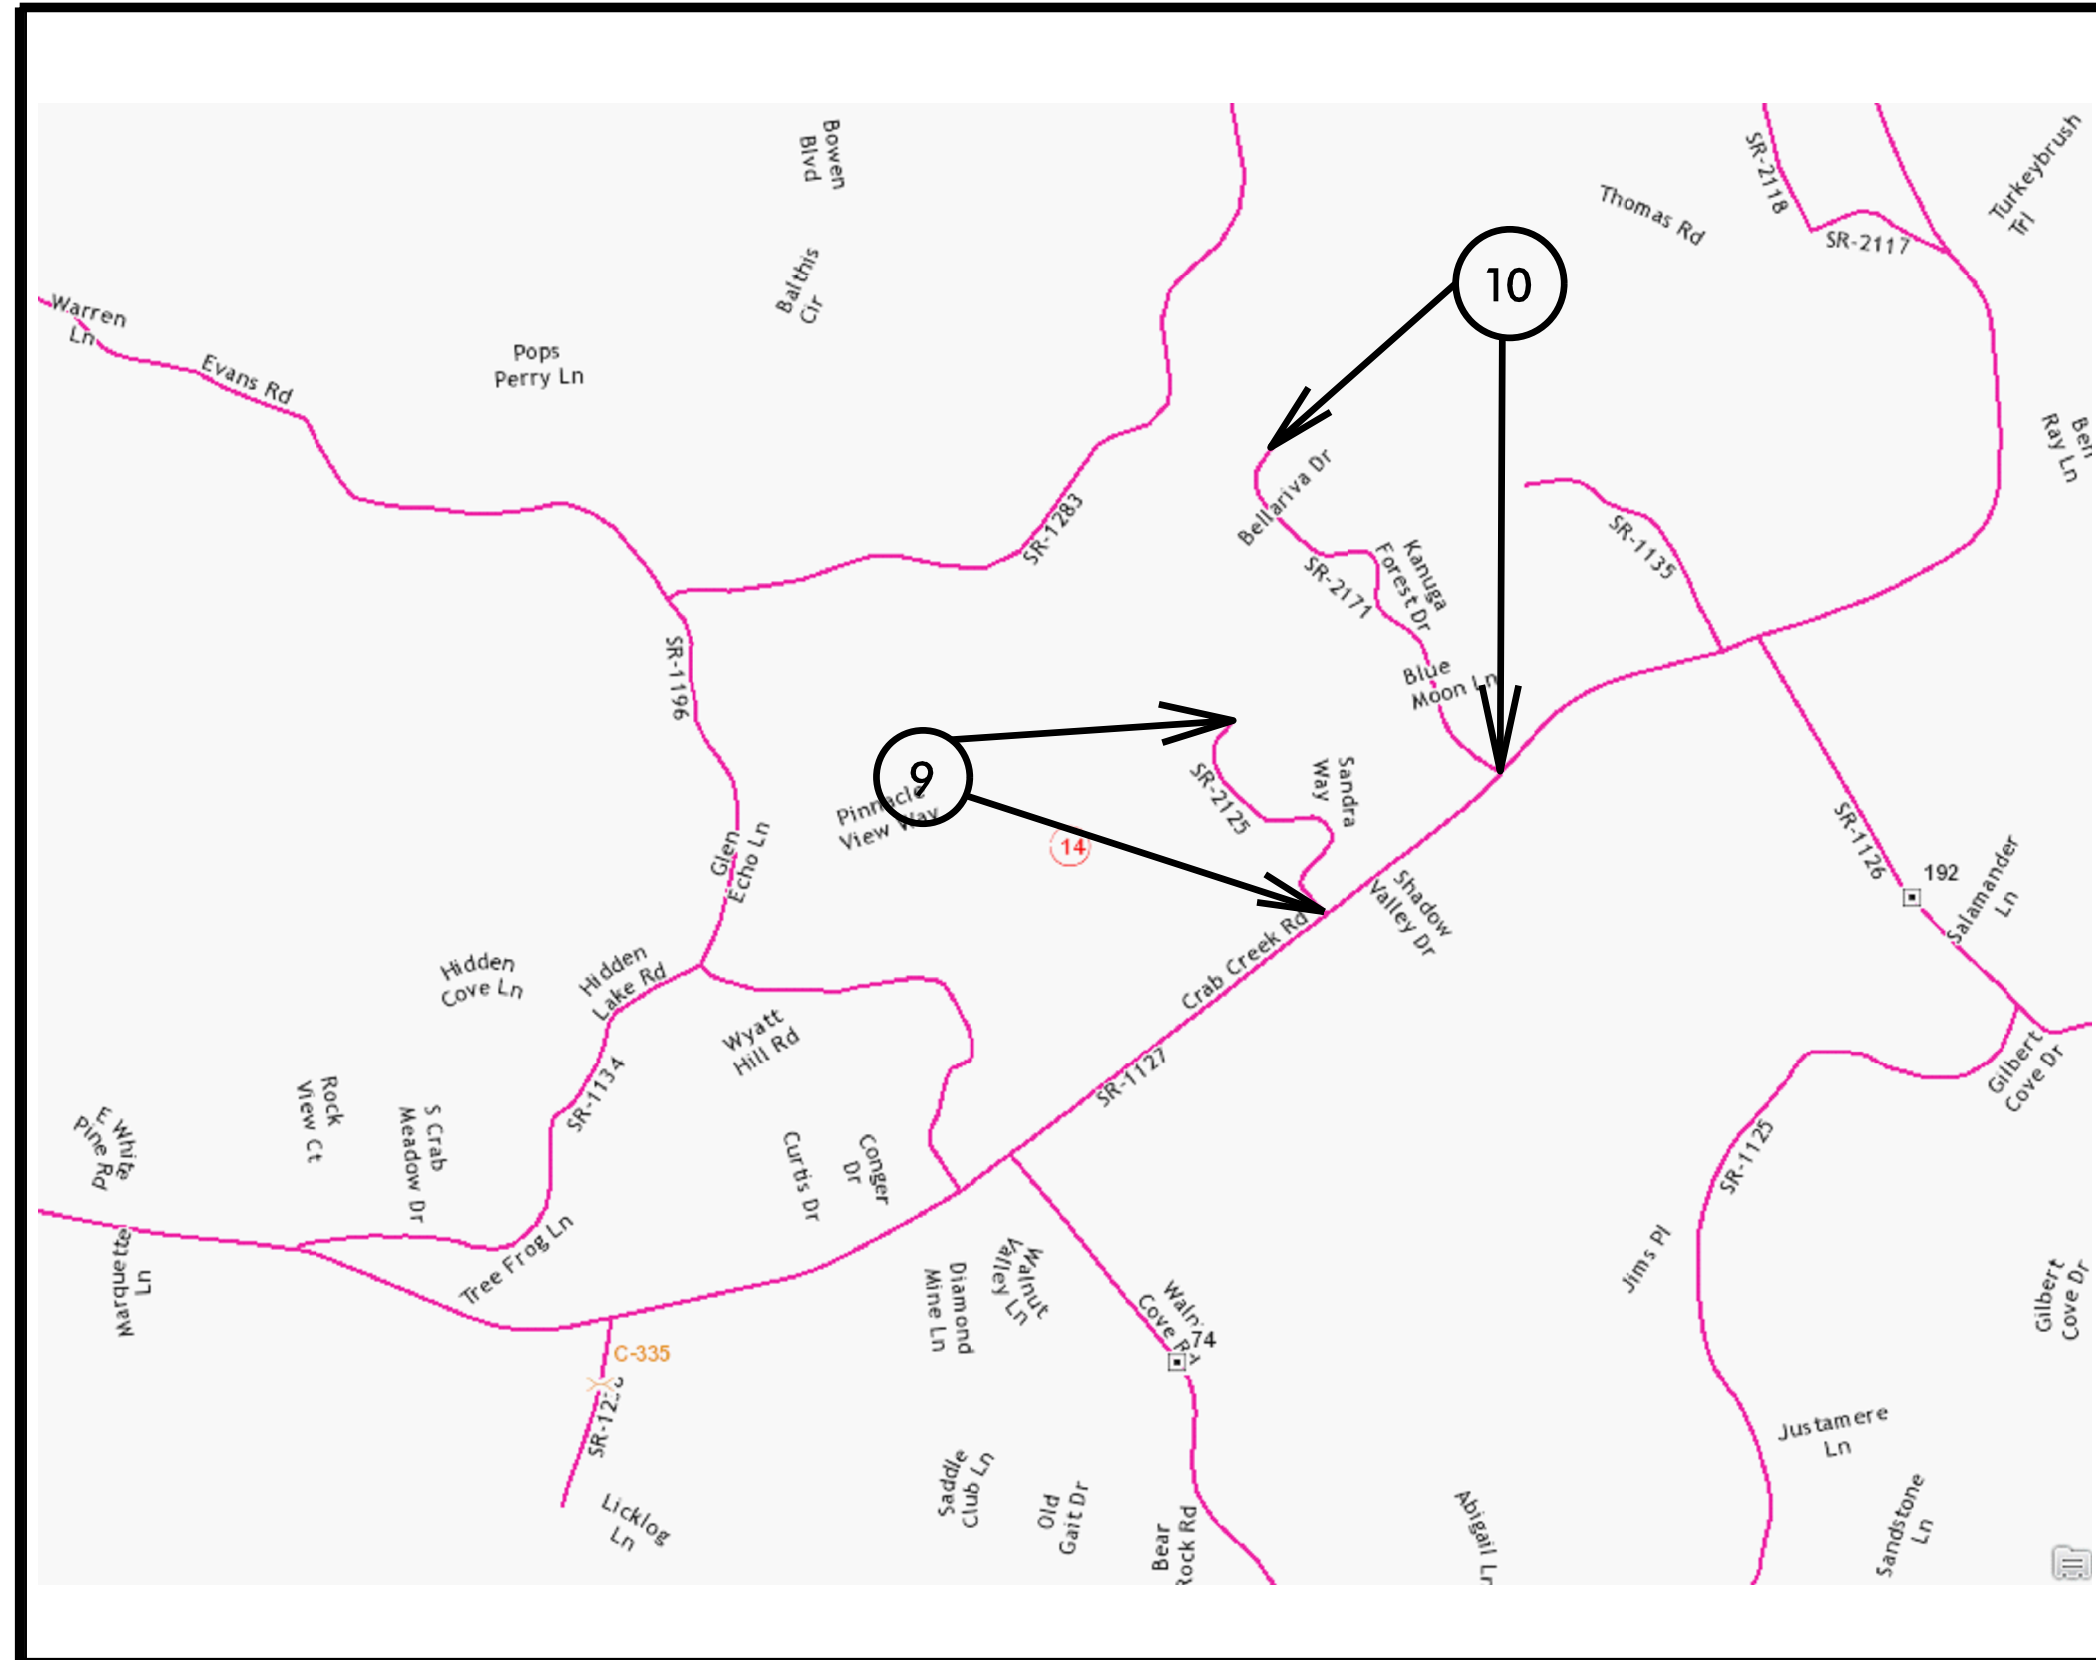 Bowen
Blvd
Turkeybrush
Trl
SR-2118
Thomas Rd
SR-2117
Balthis
Cir
10
Warren
Ln
Evans Rd
Pops
Perry Ln
Ben
Ray Ln
Bellariva Dr
SR-1283
SR-1135
Kanuga
Forest Dr
SR-2171
SR-1196
Blue
Moon Ln
9
Pinnacle
View Way
SR-2125
Sandra
Way
14
Glen
Echo Ln
SR-1126
192
Salamander
Ln
Shadow
Valley Dr
Crab Creek Rd
Hidden
Cove Ln
Hidden
Lake Rd
Wyatt
Hill Rd
SR-1127
SR-1134
Gilbert
Cove Dr
Rock
View Ct
S Crab
Meadow Dr
E White
Pine Rd
Curtis Dr
Conger
Dr
SR-1125
Tree Frog Ln
Warbonette
Ln
Walnut
Valley Ln
Diamond
Mine Ln
Jims Pl
Gilbert
Cove Dr
Cove Rd
74
C-335
Justamere
Ln
Saddle
Club Ln
Old
Gait Dr
Bear
Rock Rd
Abigail Ln
Sandstone
Ln
Licklog
Ln